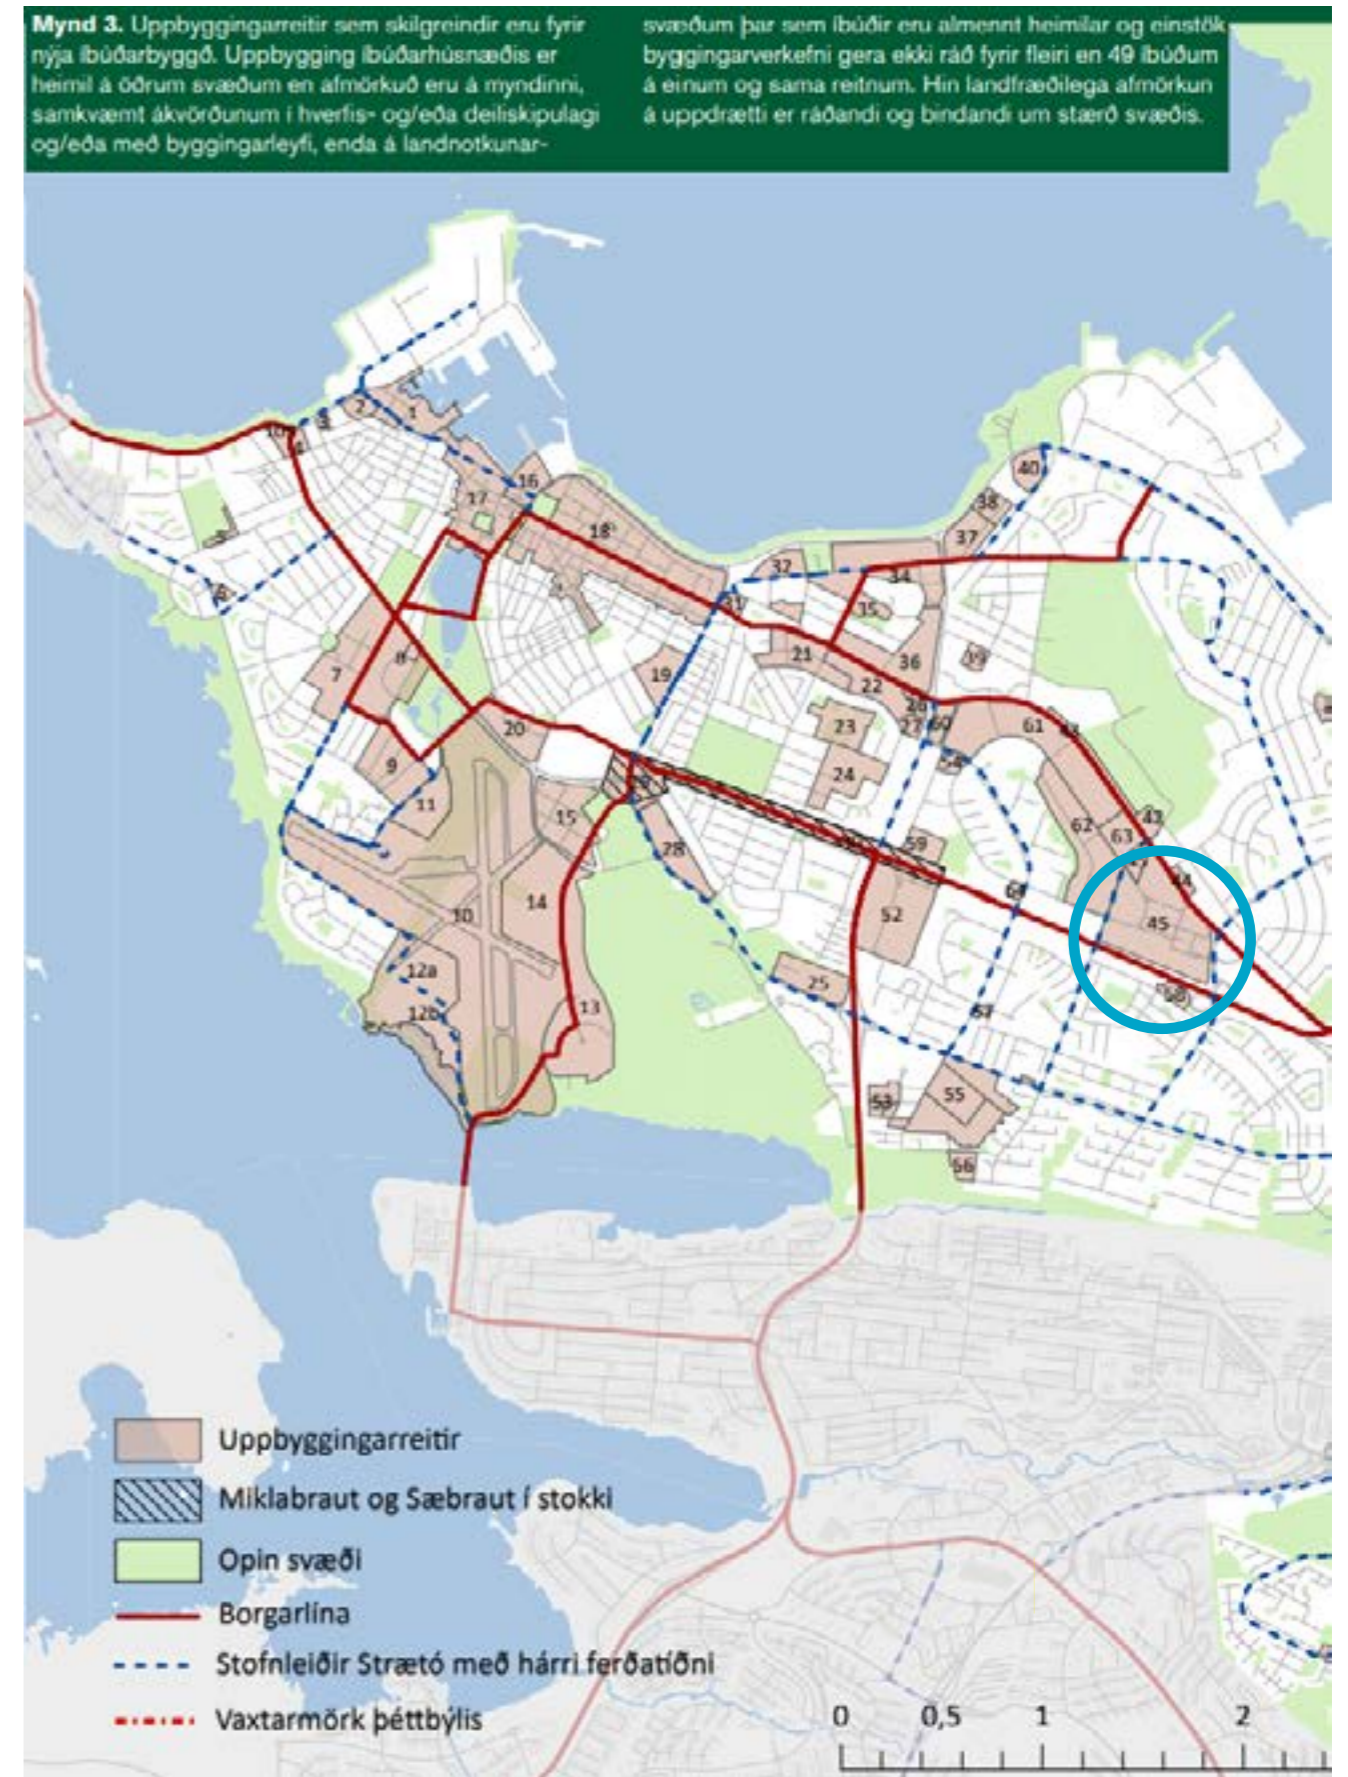 Mynd 3. Uppbyggingarreitir sem skilgreindir eru fyrir
nýja íbúðarbyggð. Uppbygging íbúðarhúsnæðis er
heimil á öðrum svæðum en afmörkuð eru á myndinni,
samkvæmt ákvörðunum í hverfis- og/eða deiliskipulagi
og/eða með byggingarleyfi, enda á landnotkunar-
svæðum þar sem íbúðir eru almennt heimilar og einstök
byggingarverkefni gera ekki ráð fyrir fleiri en 49 íbúðum
á einum og sama reitnum. Hin landfræðilega afmörkun
á uppdrætti er ráðandi og bindandi um stærð svæðis.
2
1
3
40
16
17
38
18
37
32
34
35
7
8
19
21
36
39
22
20
23
27
60
61
54
24
9
11
15
62
63
42
28
59
14
10
52
64
44
45
12a
25
12b
13
58
57
53
55
56
Uppbyggingarreitir
Miklabraut og Sæbraut í stokki
Opin svæði
Borgarlína
Stofnleiðir Strætó með hárri ferðatíðni
Vaxtarmörk þéttbýlis
0 0,5 1 2